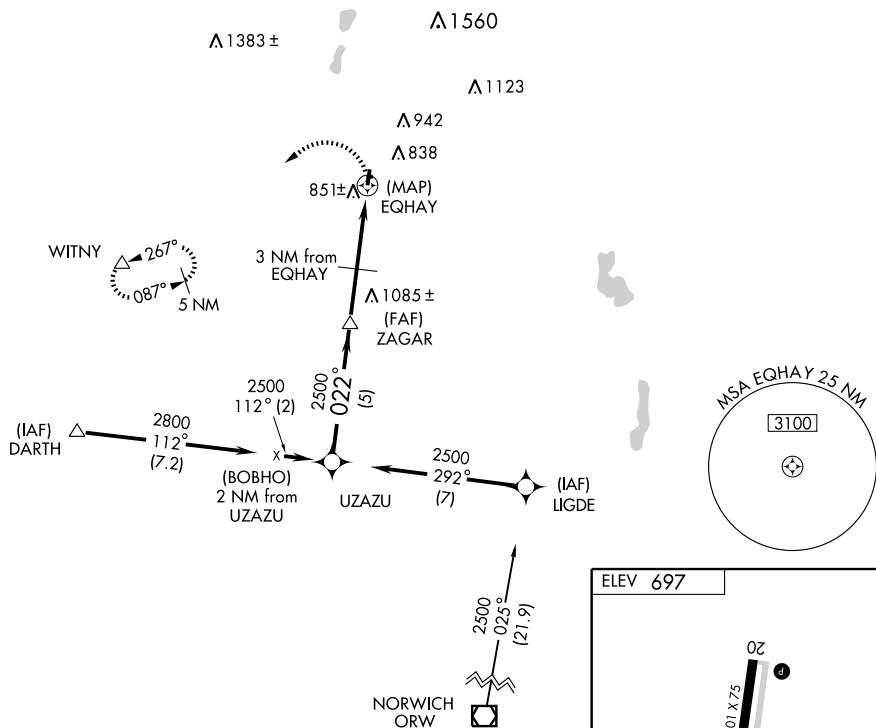 1560
1383 ±
1123
942
838
851±
(MAP)
EQHAY
WITNY
267°
087°
5 NM
3 NM from
EQHAY
1085 ±
(FAF)
ZAGAR
2500
022°
(5)
2500
112° (2)
(IAF)
DARTH
2800
112°
(7.2)
X
(BOBHO)
2 NM from
UZAZU
UZAZU
2500
292°
(7)
(IAF)
LIGDE
MSA EQHAY 25 NM
3100
2500
025°
(21.9)
NORWICH
ORW
ELEV 697
20
P
01 X 75